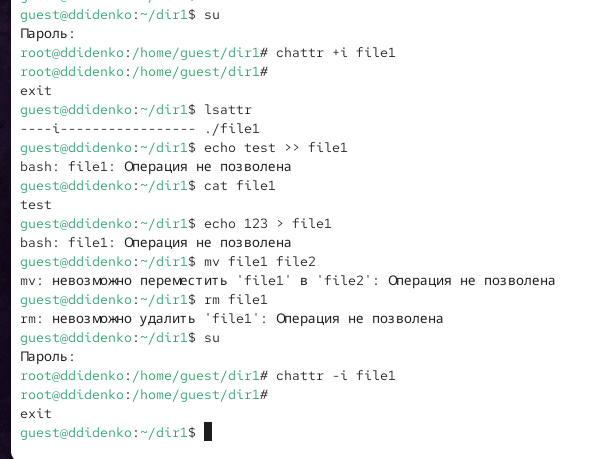 guest@ddidenko:~/dir1$ su
Пароль:
root@ddidenko:/home/guest/dir1# chattr +i file1
root@ddidenko:/home/guest/dir1#
exit
guest@ddidenko:~/dir1$ lsattr
----i----------------- ./file1
guest@ddidenko:~/dir1$ echo test >> file1
bash: file1: Операция не позволена
guest@ddidenko:~/dir1$ cat file1
test
guest@ddidenko:~/dir1$ echo 123 > file1
bash: file1: Операция не позволена
guest@ddidenko:~/dir1$ mv file1 file2
mv: невозможно переместить 'file1' в 'file2': Операция не позволена
guest@ddidenko:~/dir1$ rm file1
rm: невозможно удалить 'file1': Операция не позволена
guest@ddidenko:~/dir1$ su
Пароль:
root@ddidenko:/home/guest/dir1# chattr -i file1
root@ddidenko:/home/guest/dir1#
exit
guest@ddidenko:~/dir1$